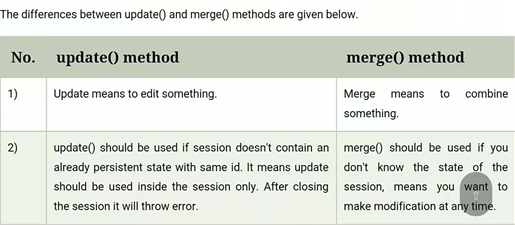 The differences between update() and merge() methods are given below.
No. update() method merge() method
1) Update means to edit something. Merge means to combine
something.
2) update() should be used if session doesn't contain an merge() should be used if you
already persistent state with same id. It means update don't know the state of the
should be used inside the session only. After closing session, means you want to
the session it will throw error. make modification at any time.